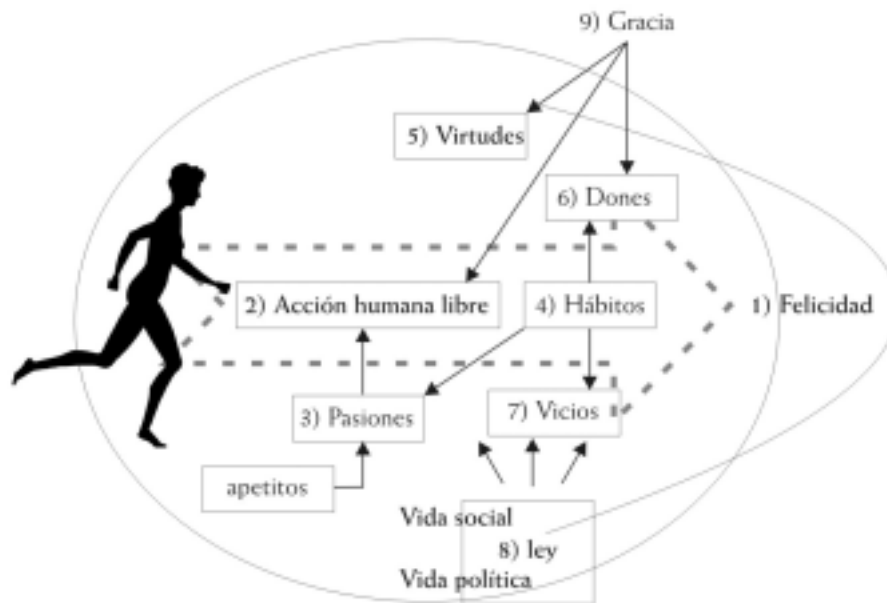 9) Gracia
5) Virtudes
6) Dones
2) Acción humana libre
4) Hábitos
1) Felicidad
3) Pasiones
7) Vicios
apetitos
Vida social
8) ley
Vida política